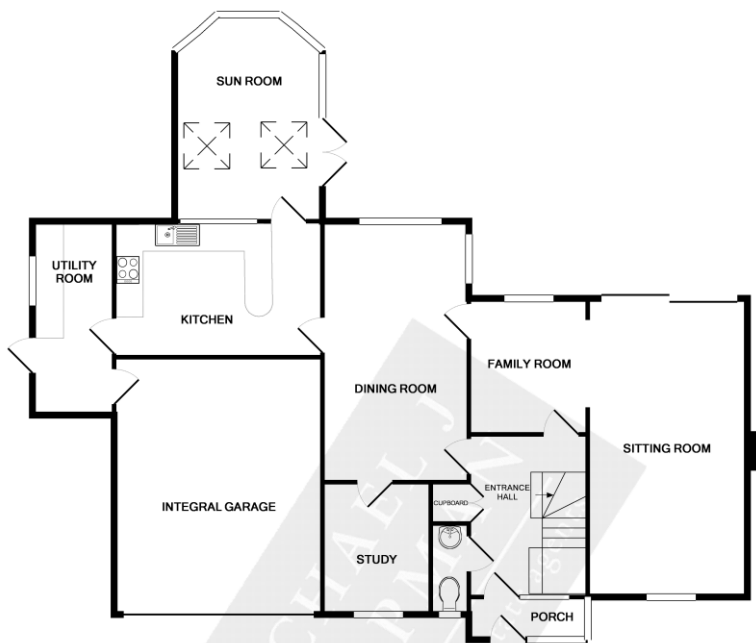 SUN ROOM
UTILITY
ROOM
KITCHEN
FAMILY ROOM
DINING ROOM
SITTING ROOM
ENTRANCE
HALL
CUPBOARD
INTEGRAL GARAGE
STUDY
PORCH